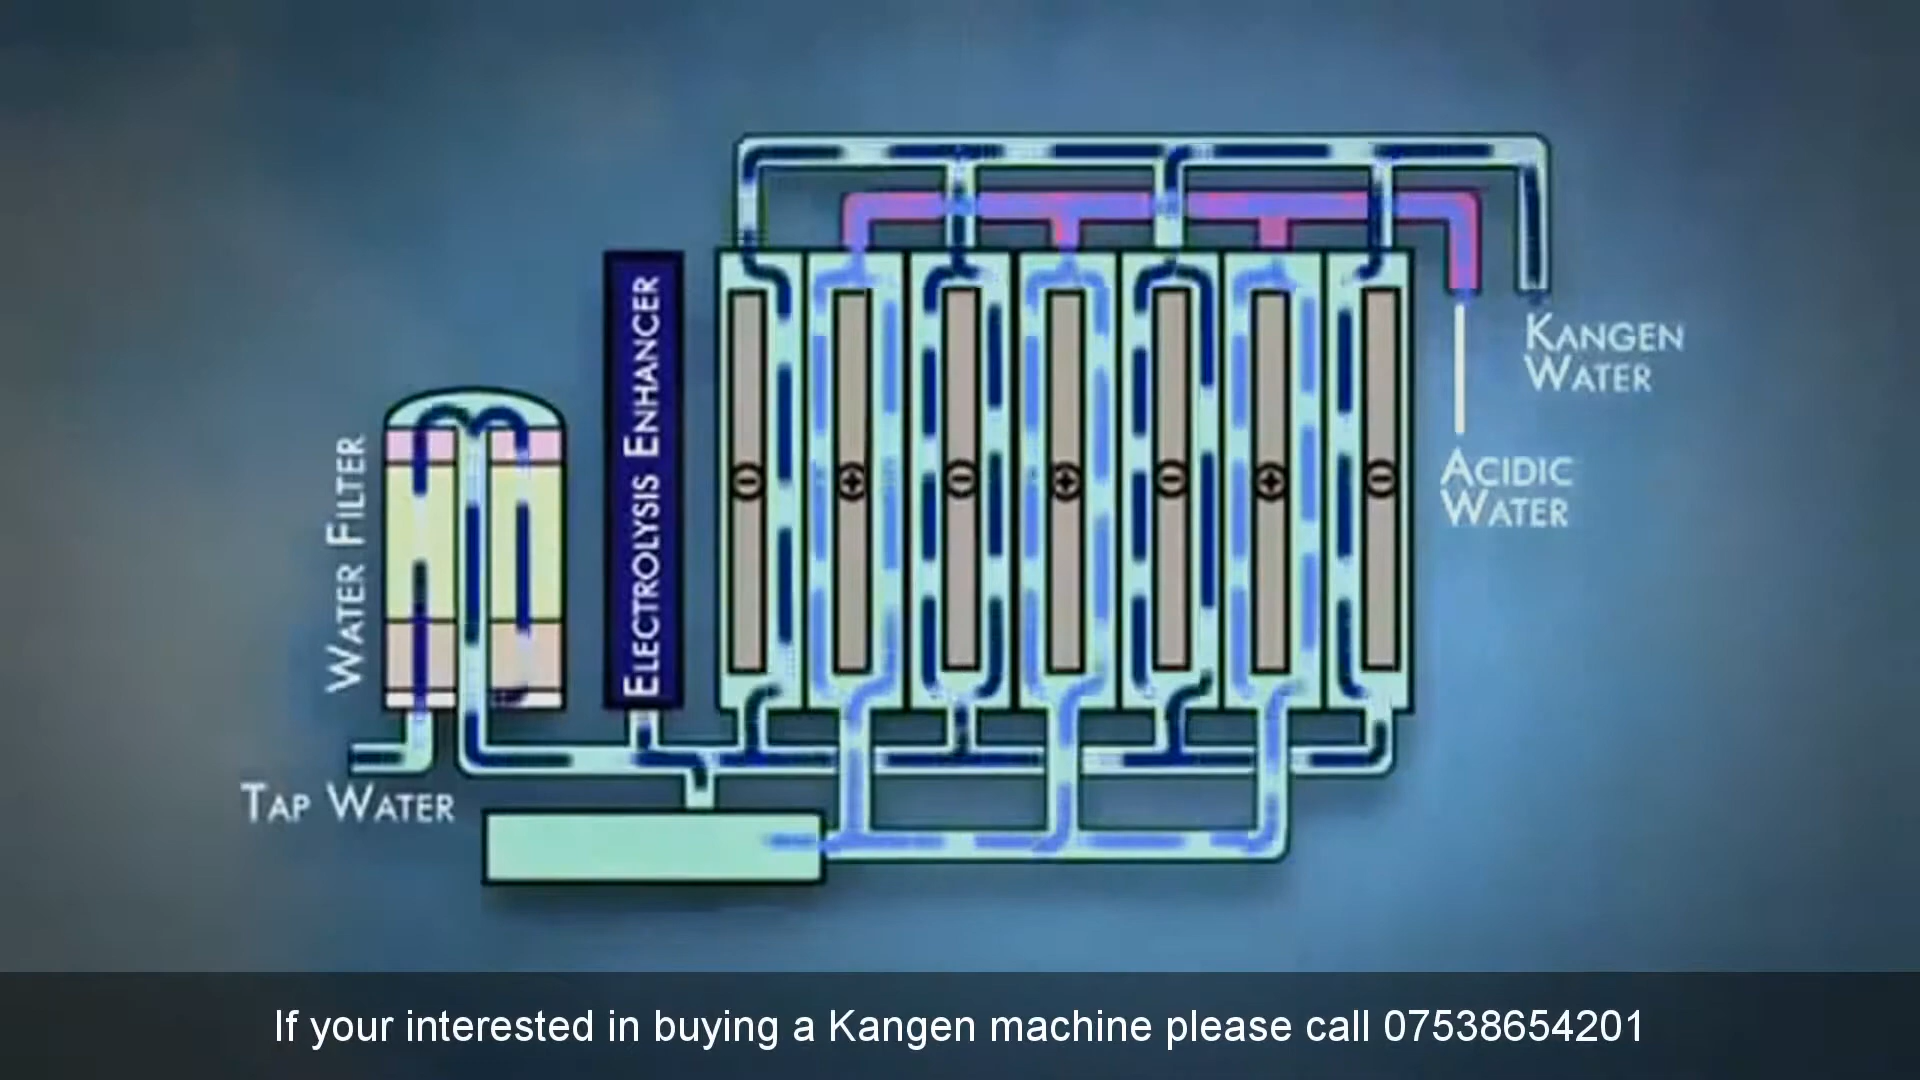 KANGEN
WATER
ACIDIC
WATER
ELECTROLYSIS ENHANCER
WATER FILTER
TAP WATER
If your interested in buying a Kangen machine please call 07538654201